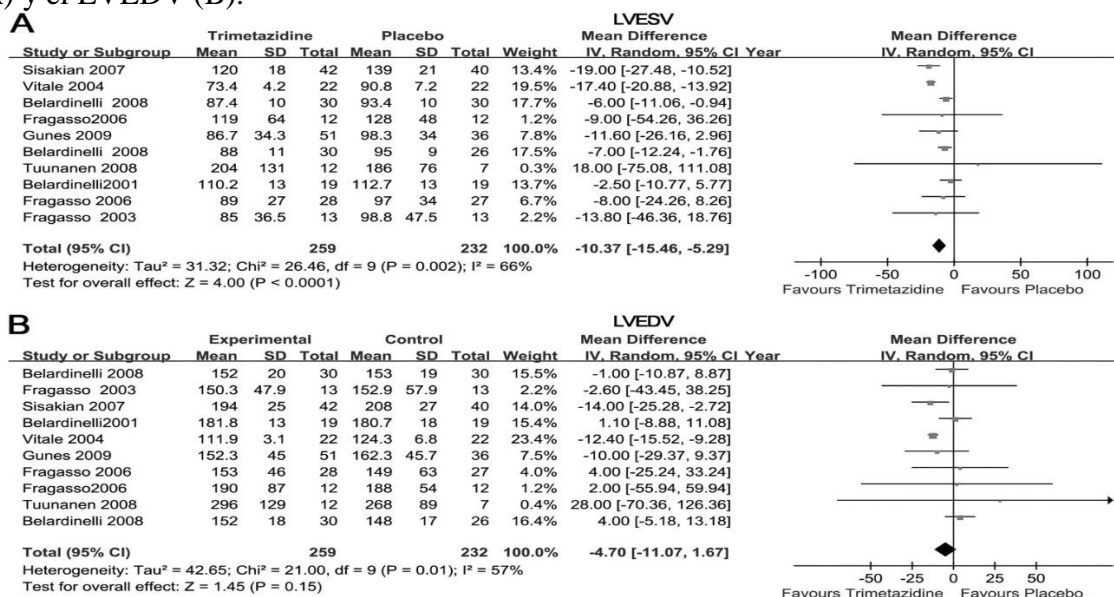 y el LVEDV (B).
A
LVESV
Trimetazidine Placebo Mean Difference Mean Difference
Study or Subgroup Mean SD Total Mean SD Total Weight IV, Random, 95% CI Year IV, Random, 95% CI
Sisakian 2007 120 18 42 139 21 40 13.4% -19.00 [-27.48, -10.52]
Vitale 2004 73.4 4.2 22 90.8 7.2 22 19.5% -17.40 [-20.88, -13.92]
Belardinelli 2008 87.4 10 30 93.4 10 30 17.7% -6.00 [-11.06, -0.94]
Fragasso2006 119 64 12 128 48 12 1.2% -9.00 [-54.26, 36.26]
Gunes 2009 86.7 34.3 51 98.3 34 36 7.8% -11.60 [-26.16, 2.96]
Belardinelli 2008 88 11 30 95 9 26 17.5% -7.00 [-12.24, -1.76]
Tuunanen 2008 204 131 12 186 76 7 0.3% 18.00 [-75.08, 111.08]
Belardinelli2001 110.2 13 19 112.7 13 19 13.7% -2.50 [-10.77, 5.77]
Fragasso 2006 89 27 28 97 34 27 6.7% -8.00 [-24.26, 8.26]
Fragasso 2003 85 36.5 13 98.8 47.5 13 2.2% -13.80 [-46.36, 18.76]
Total (95% CI) 259 232 100.0% -10.37 [-15.46, -5.29]
Heterogeneity: Tau² = 31.32; Chi² = 26.46, df = 9 (P = 0.002); I² = 66%
Test for overall effect: Z = 4.00 (P < 0.0001)
-100 -50 0 50 100
Favours Trimetazidine Favours Placebo
B
LVEDV
Experimental Control Mean Difference Mean Difference
Study or Subgroup Mean SD Total Mean SD Total Weight IV, Random, 95% CI Year IV, Random, 95% CI
Belardinelli 2008 152 20 30 153 19 30 15.5% -1.00 [-10.87, 8.87]
Fragasso 2003 150.3 47.9 13 152.9 57.9 13 2.2% -2.60 [-43.45, 38.25]
Sisakian 2007 194 25 42 208 27 40 14.0% -14.00 [-25.28, -2.72]
Belardinelli2001 181.8 13 19 180.7 18 19 15.4% 1.10 [-8.88, 11.08]
Vitale 2004 111.9 3.1 22 124.3 6.8 22 23.4% -12.40 [-15.52, -9.28]
Gunes 2009 152.3 45 51 162.3 45.7 36 7.5% -10.00 [-29.37, 9.37]
Fragasso 2006 153 46 28 149 63 27 4.0% 4.00 [-25.24, 33.24]
Fragasso2006 190 87 12 188 54 12 1.2% 2.00 [-55.94, 59.94]
Tuunanen 2008 296 129 12 268 89 7 0.4% 28.00 [-70.36, 126.36]
Belardinelli 2008 152 18 30 148 17 26 16.4% 4.00 [-5.18, 13.18]
Total (95% CI) 259 232 100.0% -4.70 [-11.07, 1.67]
Heterogeneity: Tau² = 42.65; Chi² = 21.00, df = 9 (P = 0.01); I² = 57%
Test for overall effect: Z = 1.45 (P = 0.15)
-50 -25 0 25 50
Favours Trimetazidine Favours Placebo